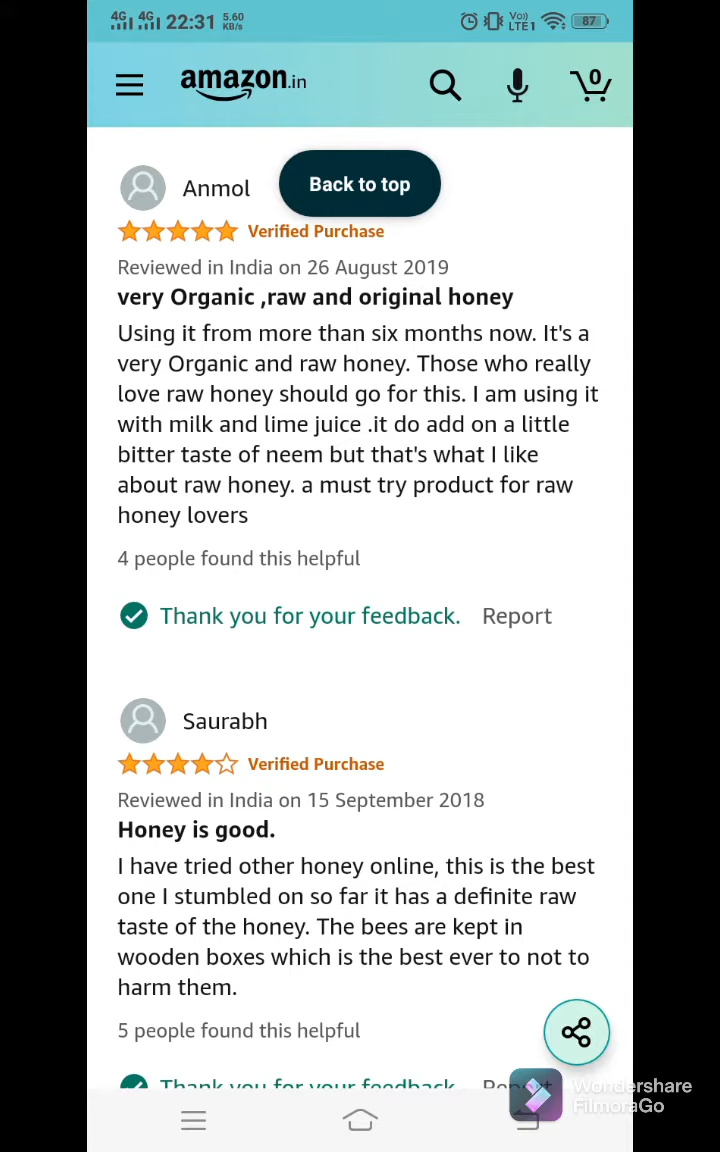 4G 4G 22:31 5.60 KB/s Vo)) LTE1 87
amazon.in 0
Anmol
Back to top
Verified Purchase
Reviewed in India on 26 August 2019
very Organic ,raw and original honey
Using it from more than six months now. It's a
very Organic and raw honey. Those who really
love raw honey should go for this. I am using it
with milk and lime juice .it do add on a little
bitter taste of neem but that's what I like
about raw honey. a must try product for raw
honey lovers
4 people found this helpful
Thank you for your feedback. Report
Saurabh
Verified Purchase
Reviewed in India on 15 September 2018
Honey is good.
I have tried other honey online, this is the best
one I stumbled on so far it has a definite raw
taste of the honey. The bees are kept in
wooden boxes which is the best ever to not to
harm them.
5 people found this helpful
Thank you for your feedback. Report
Wondershare
FilmoraGo